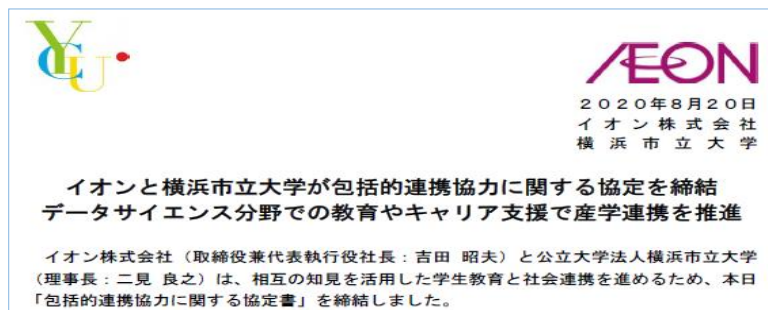 YCU
ÆON
2020年8月20日
イオン株式会社
横浜市立大学
イオンと横浜市立大学が包括的連携協力に関する協定を締結
データサイエンス分野での教育やキャリア支援で産学連携を推進
イオン株式会社（取締役兼代表執行役社長：吉田 昭夫）と公立大学法人横浜市立大学
（理事長：二見 良之）は、相互の知見を活用した学生教育と社会連携を進めるため、本日
「包括的連携協力に関する協定書」を締結しました。